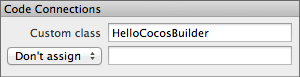 Code Connections
Custom class HelloCocosBuilder
Don't assign